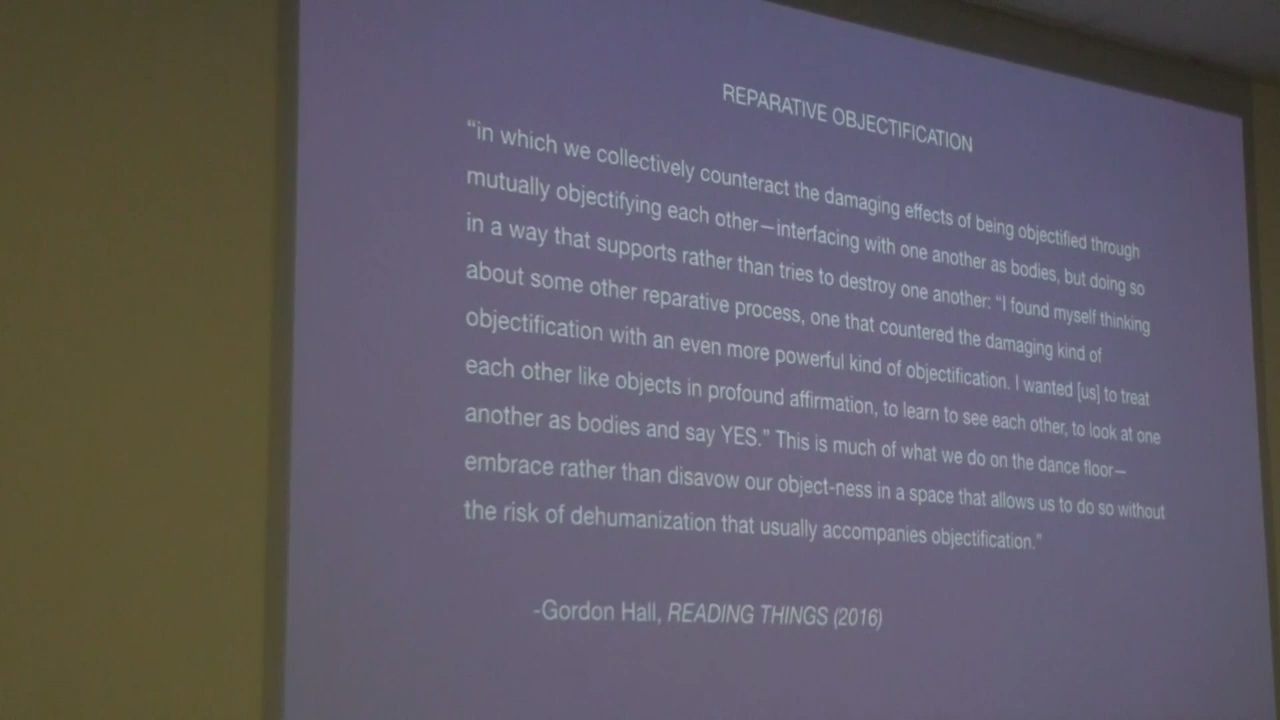 REPARATIVE OBJECTIFICATION
“in which we collectively counteract the damaging effects of being objectified through
mutually objectifying each other—interfacing with one another as bodies, but doing so
in a way that supports rather than tries to destroy one another: “I found myself thinking
about some other reparative process, one that countered the damaging kind of
objectification with an even more powerful kind of objectification. I wanted [us] to treat
each other like objects in profound affirmation, to learn to see each other, to look at one
another as bodies and say YES.” This is much of what we do on the dance floor—
embrace rather than disavow our object-ness in a space that allows us to do so without
the risk of dehumanization that usually accompanies objectification.”
-Gordon Hall, READING THINGS (2016)